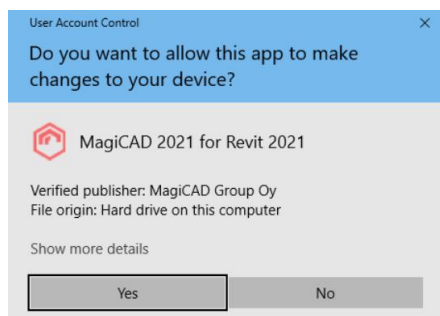 User Account Control
Do you want to allow this app to make
changes to your device?
MagiCAD 2021 for Revit 2021
Verified publisher: MagiCAD Group Oy
File origin: Hard drive on this computer
Show more details
Yes
No